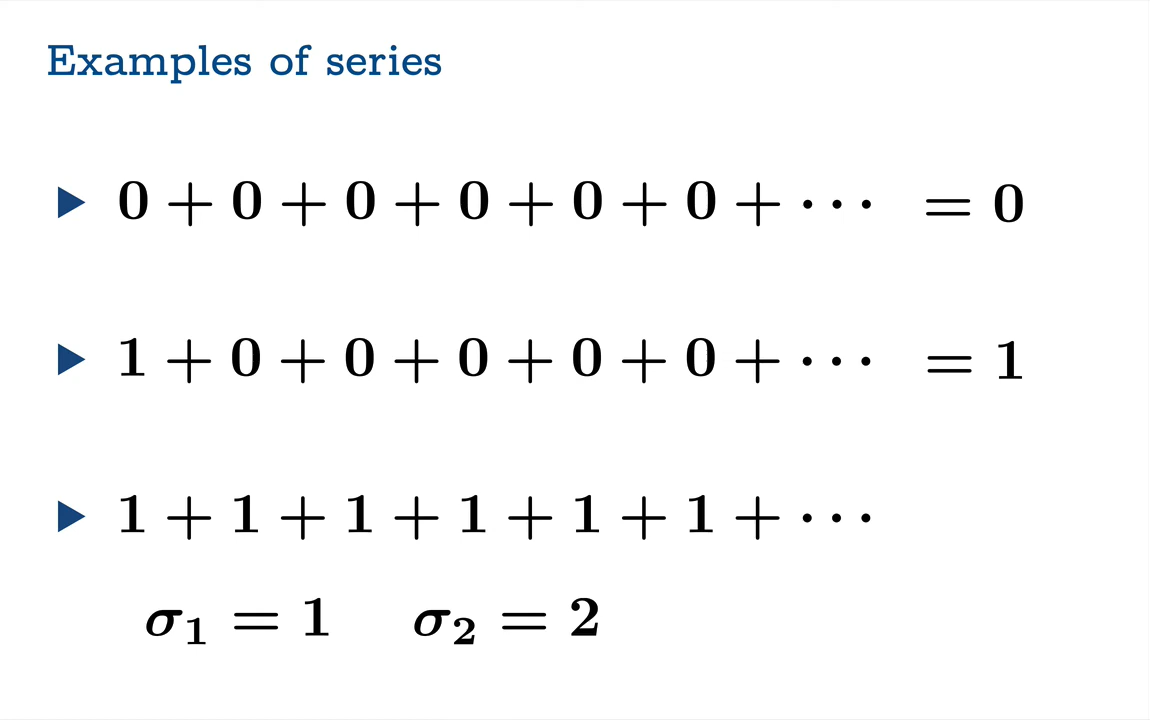 Examples of series
▶ 0 + 0 + 0 + 0 + 0 + 0 + ··· = 0
▶ 1 + 0 + 0 + 0 + 0 + 0 + ··· = 1
▶ 1 + 1 + 1 + 1 + 1 + 1 + ···
σ₁ = 1 σ₂ = 2